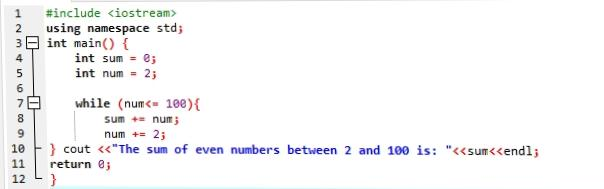 1 #include <iostream>
2 using namespace std;
3 int main() {
4 int sum = 0;
5 int num = 2;
6
7 while (num<= 100){
8 sum += num;
9 num += 2;
10 } cout <<"The sum of even numbers between 2 and 100 is: "<<sum<<endl;
11 return 0;
12 }